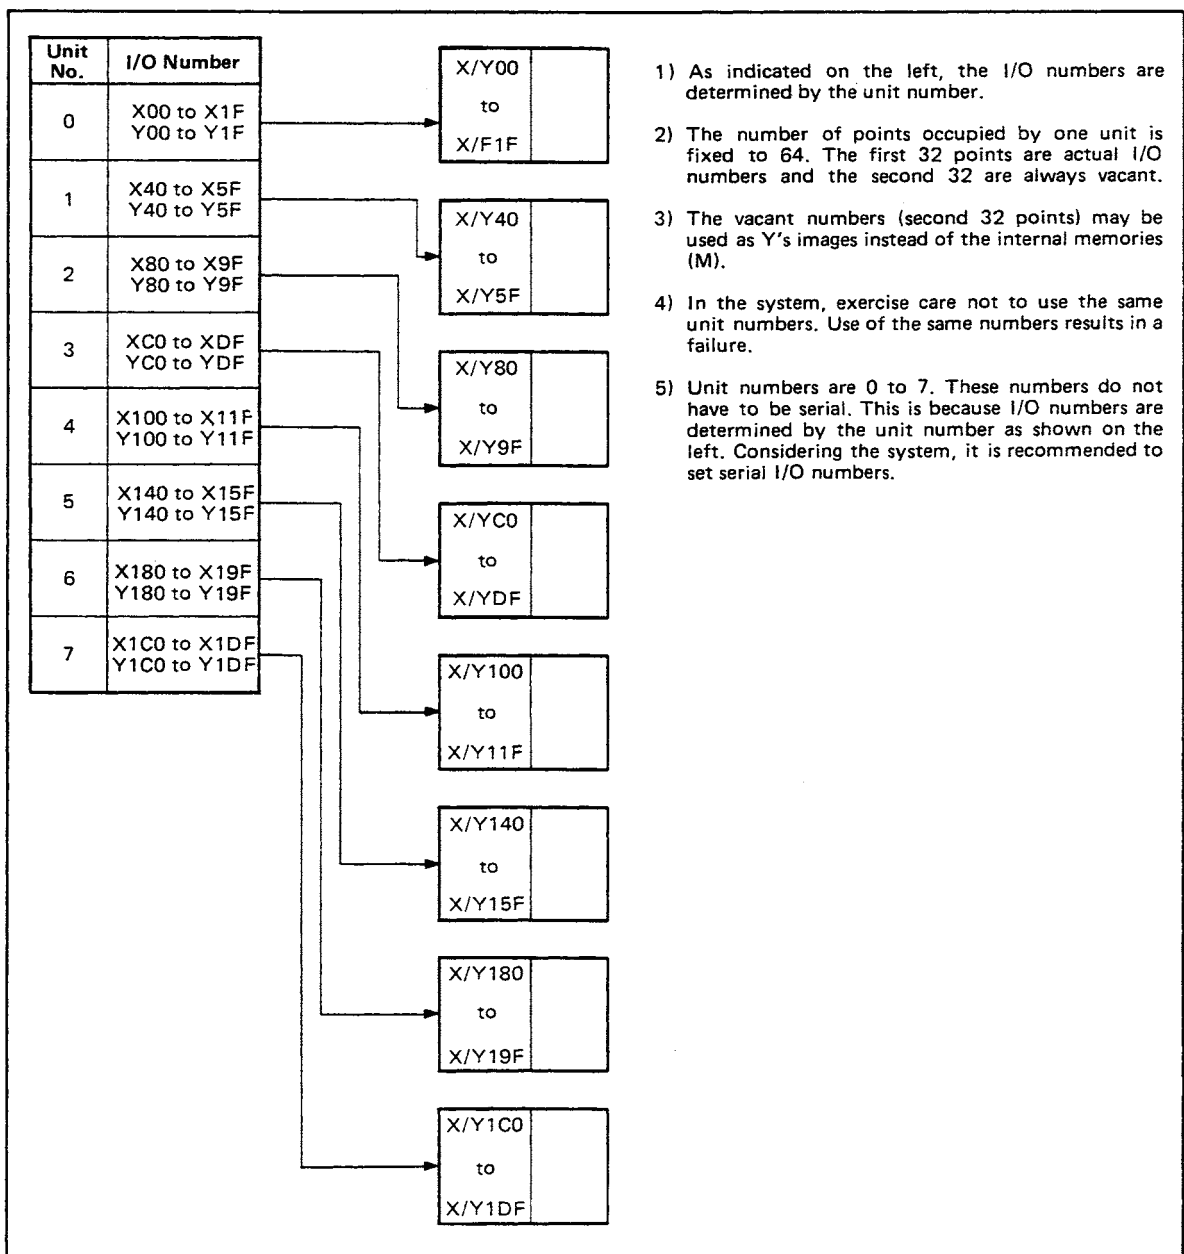 Unit No. I/O Number
0 X00 to X1F
Y00 to Y1F
1 X40 to X5F
Y40 to Y5F
2 X80 to X9F
Y80 to Y9F
3 XC0 to XDF
YC0 to YDF
4 X100 to X11F
Y100 to Y11F
5 X140 to X15F
Y140 to Y15F
6 X180 to X19F
Y180 to Y19F
7 X1C0 to X1DF
Y1C0 to Y1DF
X/Y00
to
X/F1F
X/Y40
to
X/Y5F
X/Y80
to
X/Y9F
X/YC0
to
X/YDF
X/Y100
to
X/Y11F
X/Y140
to
X/Y15F
X/Y180
to
X/Y19F
X/Y1C0
to
X/Y1DF
1) As indicated on the left, the I/O numbers are
determined by the unit number.
2) The number of points occupied by one unit is
fixed to 64. The first 32 points are actual I/O
numbers and the second 32 are always vacant.
3) The vacant numbers (second 32 points) may be
used as Y's images instead of the internal memories
(M).
4) In the system, exercise care not to use the same
unit numbers. Use of the same numbers results in a
failure.
5) Unit numbers are 0 to 7. These numbers do not
have to be serial. This is because I/O numbers are
determined by the unit number as shown on the
left. Considering the system, it is recommended to
set serial I/O numbers.